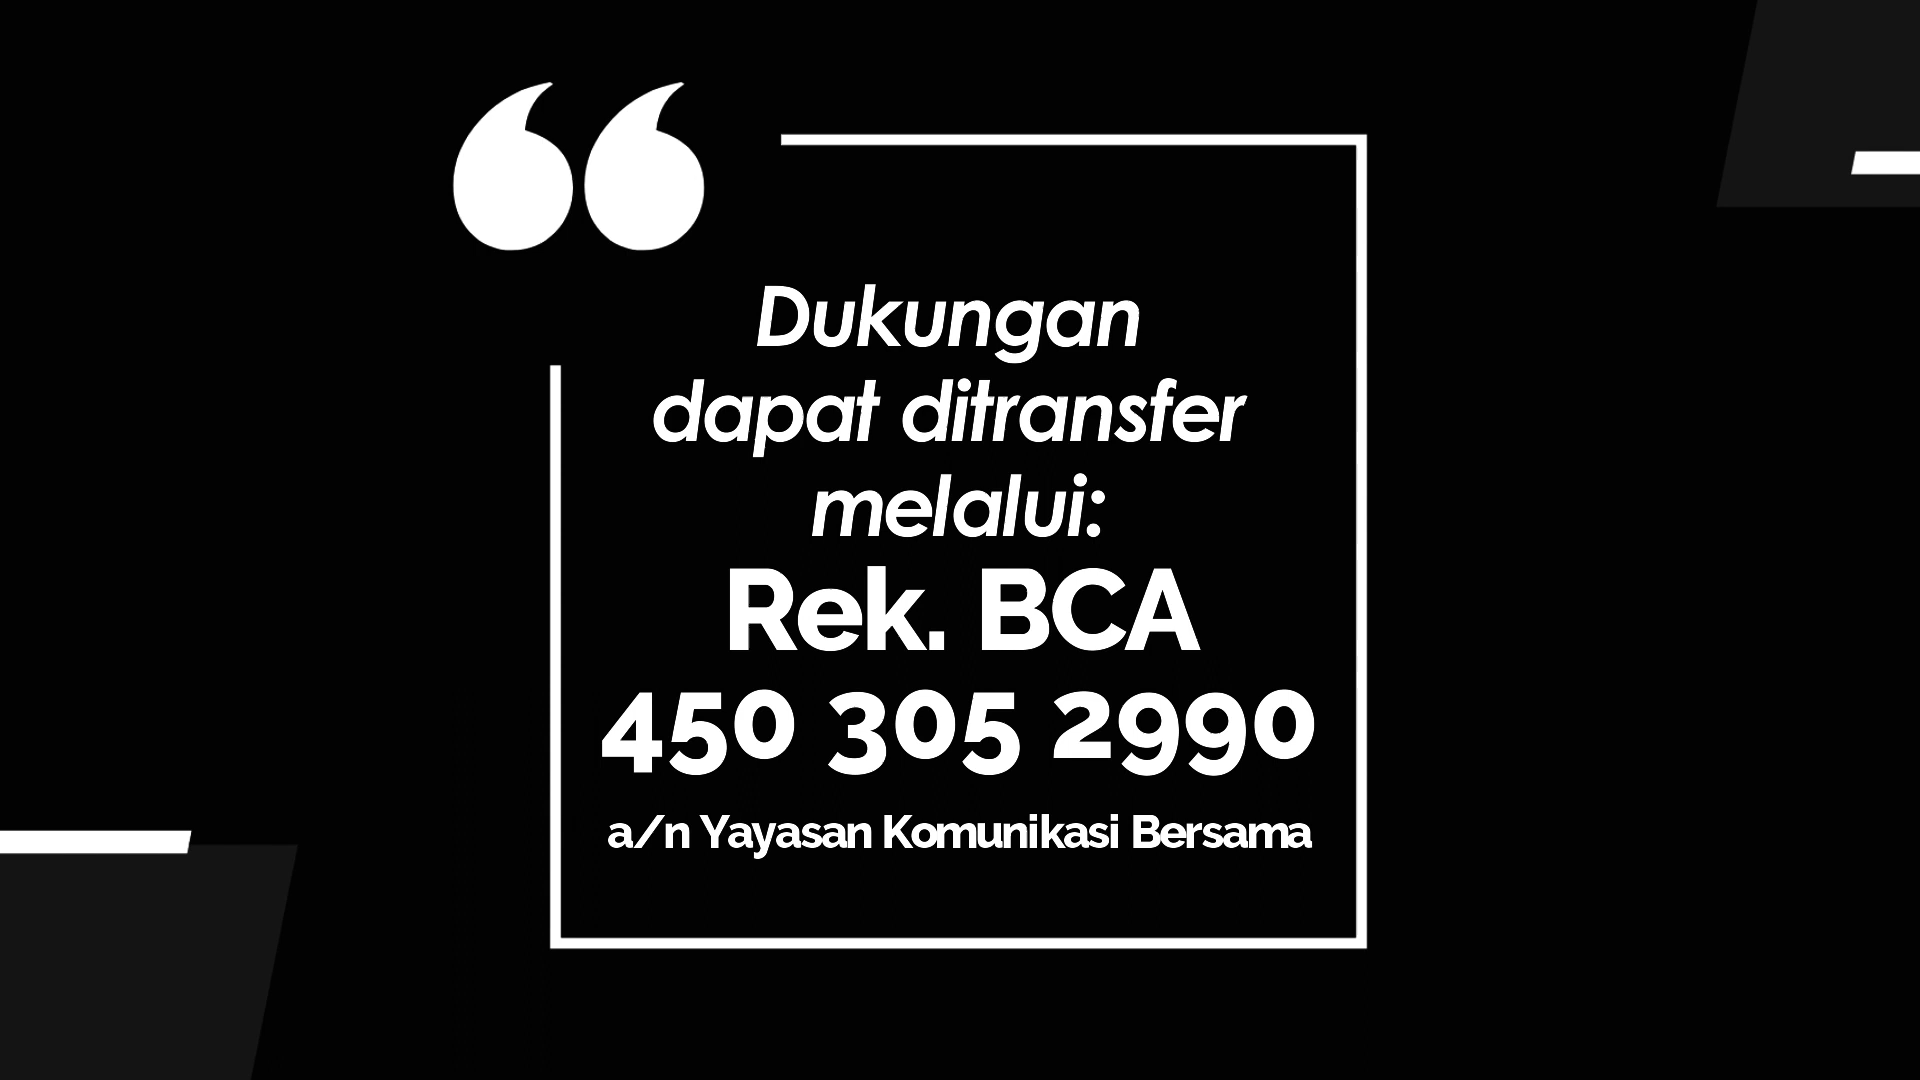 Dukungan
dapat ditransfer
melalui:
Rek. BCA
450 305 2990
a/n Yayasan Komunikasi Bersama